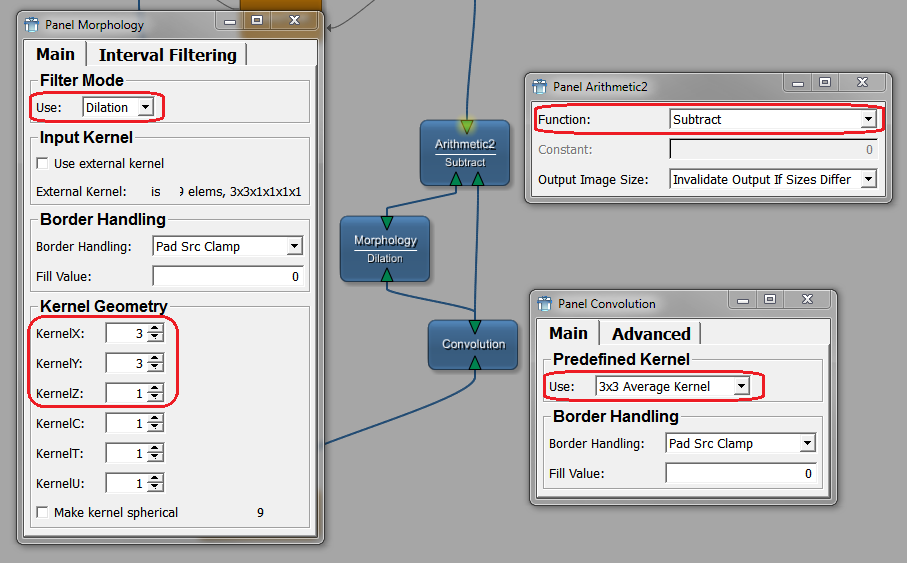 Panel Morphology
Main Interval Filtering
Filter Mode
Use: Dilation
Input Kernel
Use external kernel
External Kernel: is 9 elems, 3x3x1x1x1x1
Border Handling
Border Handling: Pad Src Clamp
Fill Value: 0
Kernel Geometry
KernelX: 3
KernelY: 3
KernelZ: 1
KernelC: 1
KernelT: 1
KernelU: 1
Make kernel spherical 9
Arithmetic2
Subtract
Morphology
Dilation
Convolution
Panel Arithmetic2
Function: Subtract
Constant: 0
Output Image Size: Invalidate Output If Sizes Differ
Panel Convolution
Main Advanced
Predefined Kernel
Use: 3x3 Average Kernel
Border Handling
Border Handling: Pad Src Clamp
Fill Value: 0